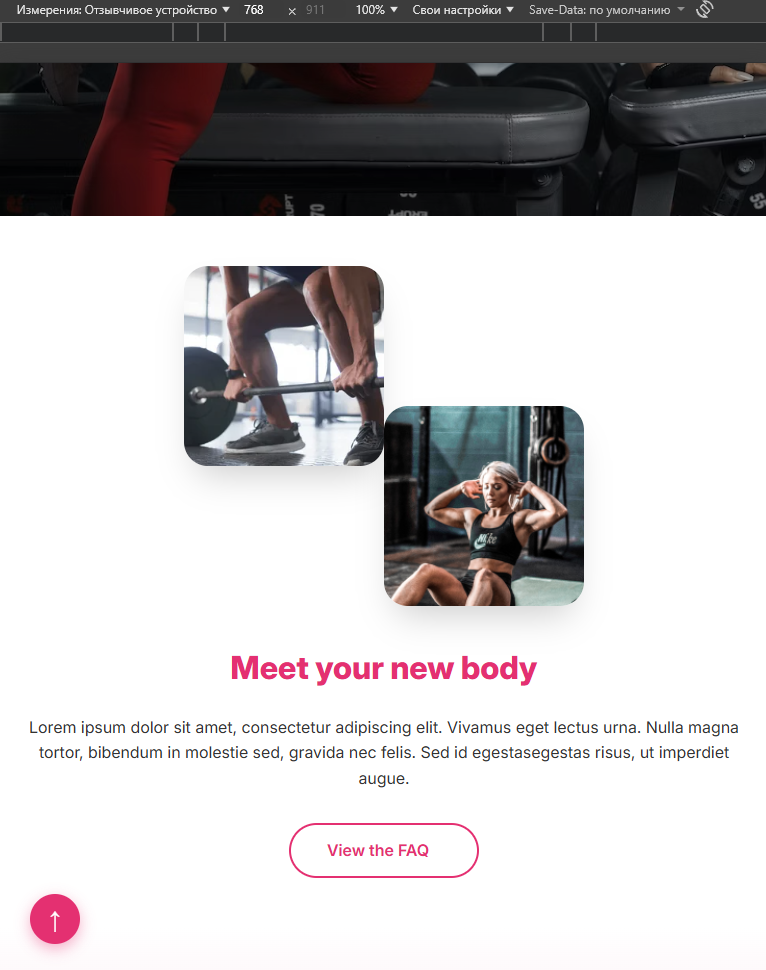 Измерения: Отзывчивое устройство ▼ 768 × 911 100% ▼ Свои настройки ▼ Save-Data: по умолчанию ▼
70
55
Meet your new body
Lorem ipsum dolor sit amet, consectetur adipiscing elit. Vivamus eget lectus urna. Nulla magna
tortor, bibendum in molestie sed, gravida nec felis. Sed id egestasegestas risus, ut imperdiet
augue.
View the FAQ
↑